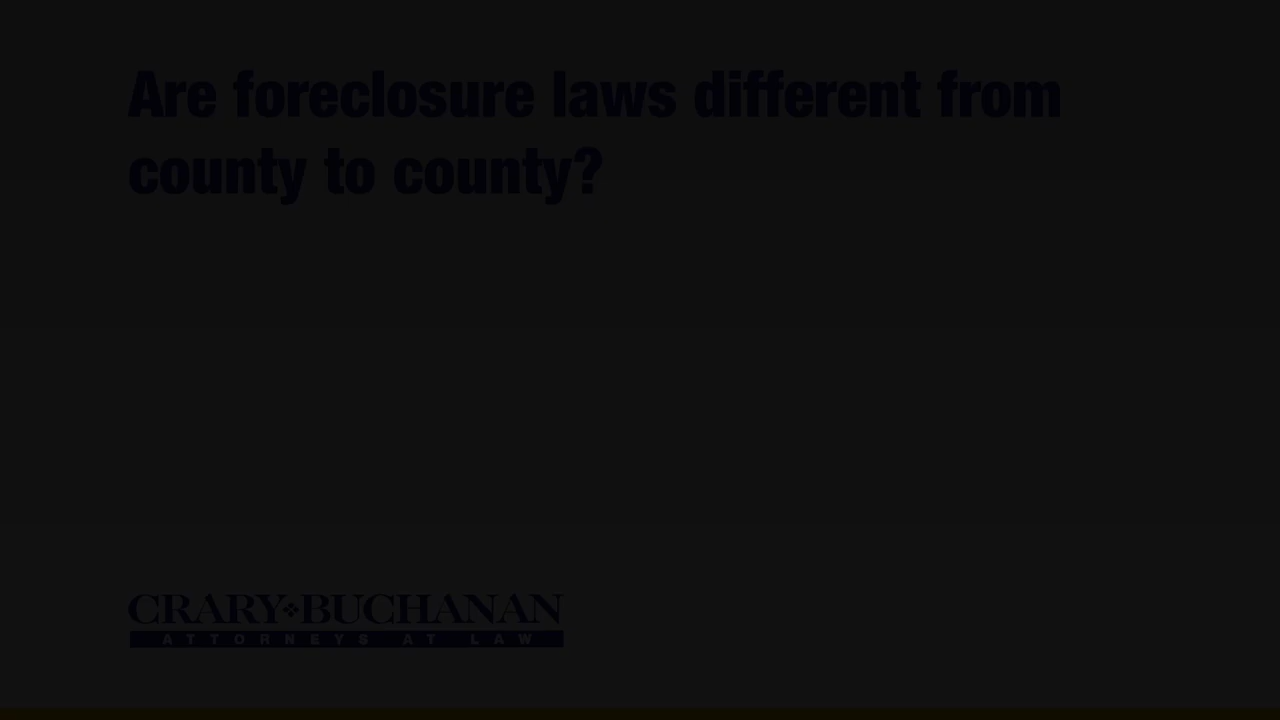 Are foreclosure laws different from
county to county?
CRARY❖BUCHANAN
ATTORNEYS AT LAW